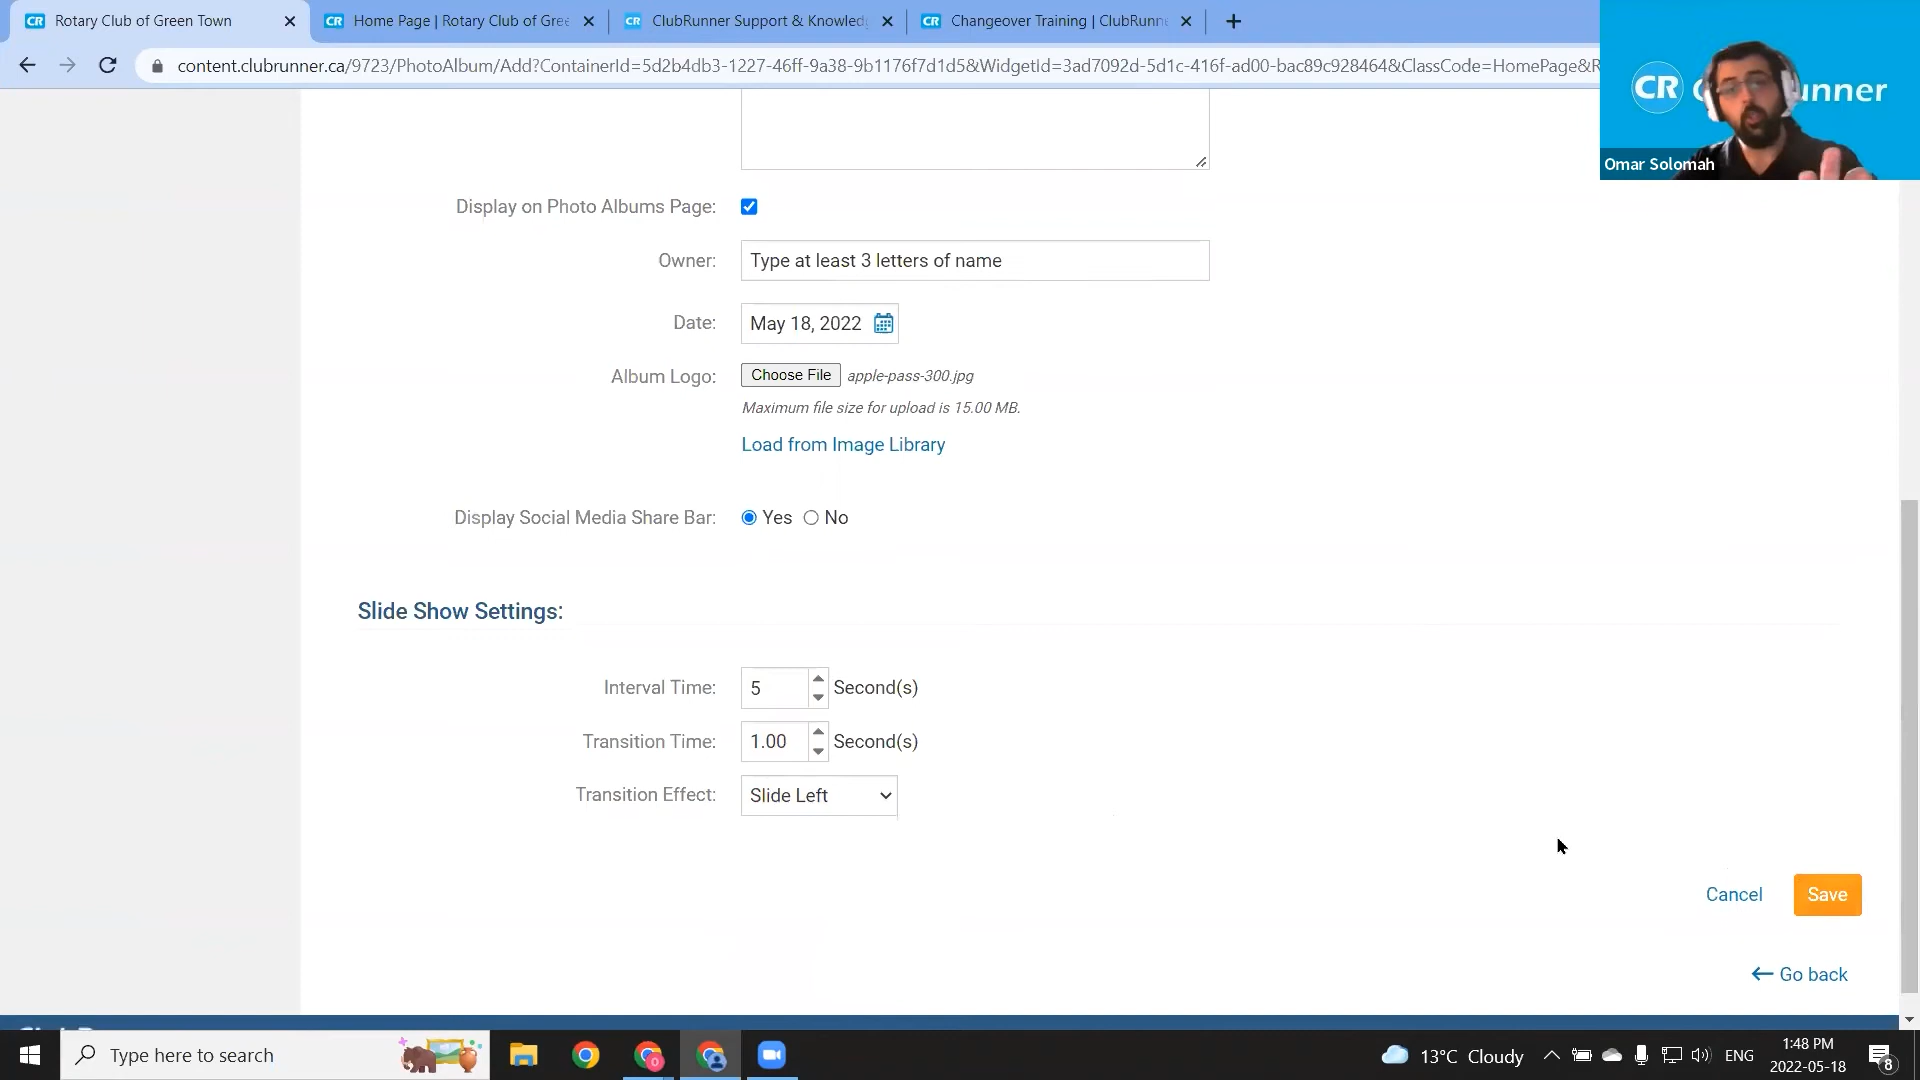 CR Rotary Club of Green Town
CR Home Page | Rotary Club of Gree
CR ClubRunner Support & Knowled
CR Changeover Training | ClubRunn
content.clubrunner.ca/9723/PhotoAlbum/Add?ContainerId=5d2b4db3-1227-46ff-9a38-9b1176f7d1d5&WidgetId=3ad7092d-5d1c-416f-ad00-bac89c928464&ClassCode=HomePage&R
CR unner
Omar Solomah
Display on Photo Albums Page:
Owner: Type at least 3 letters of name
Date: May 18, 2022
Album Logo: Choose File apple-pass-300.jpg
Maximum file size for upload is 15.00 MB.
Load from Image Library
Display Social Media Share Bar: Yes No
Slide Show Settings:
Interval Time: 5 Second(s)
Transition Time: 1.00 Second(s)
Transition Effect: Slide Left
Cancel Save
Go back
Type here to search
13°C Cloudy
ENG
1:48 PM
2022-05-18
8